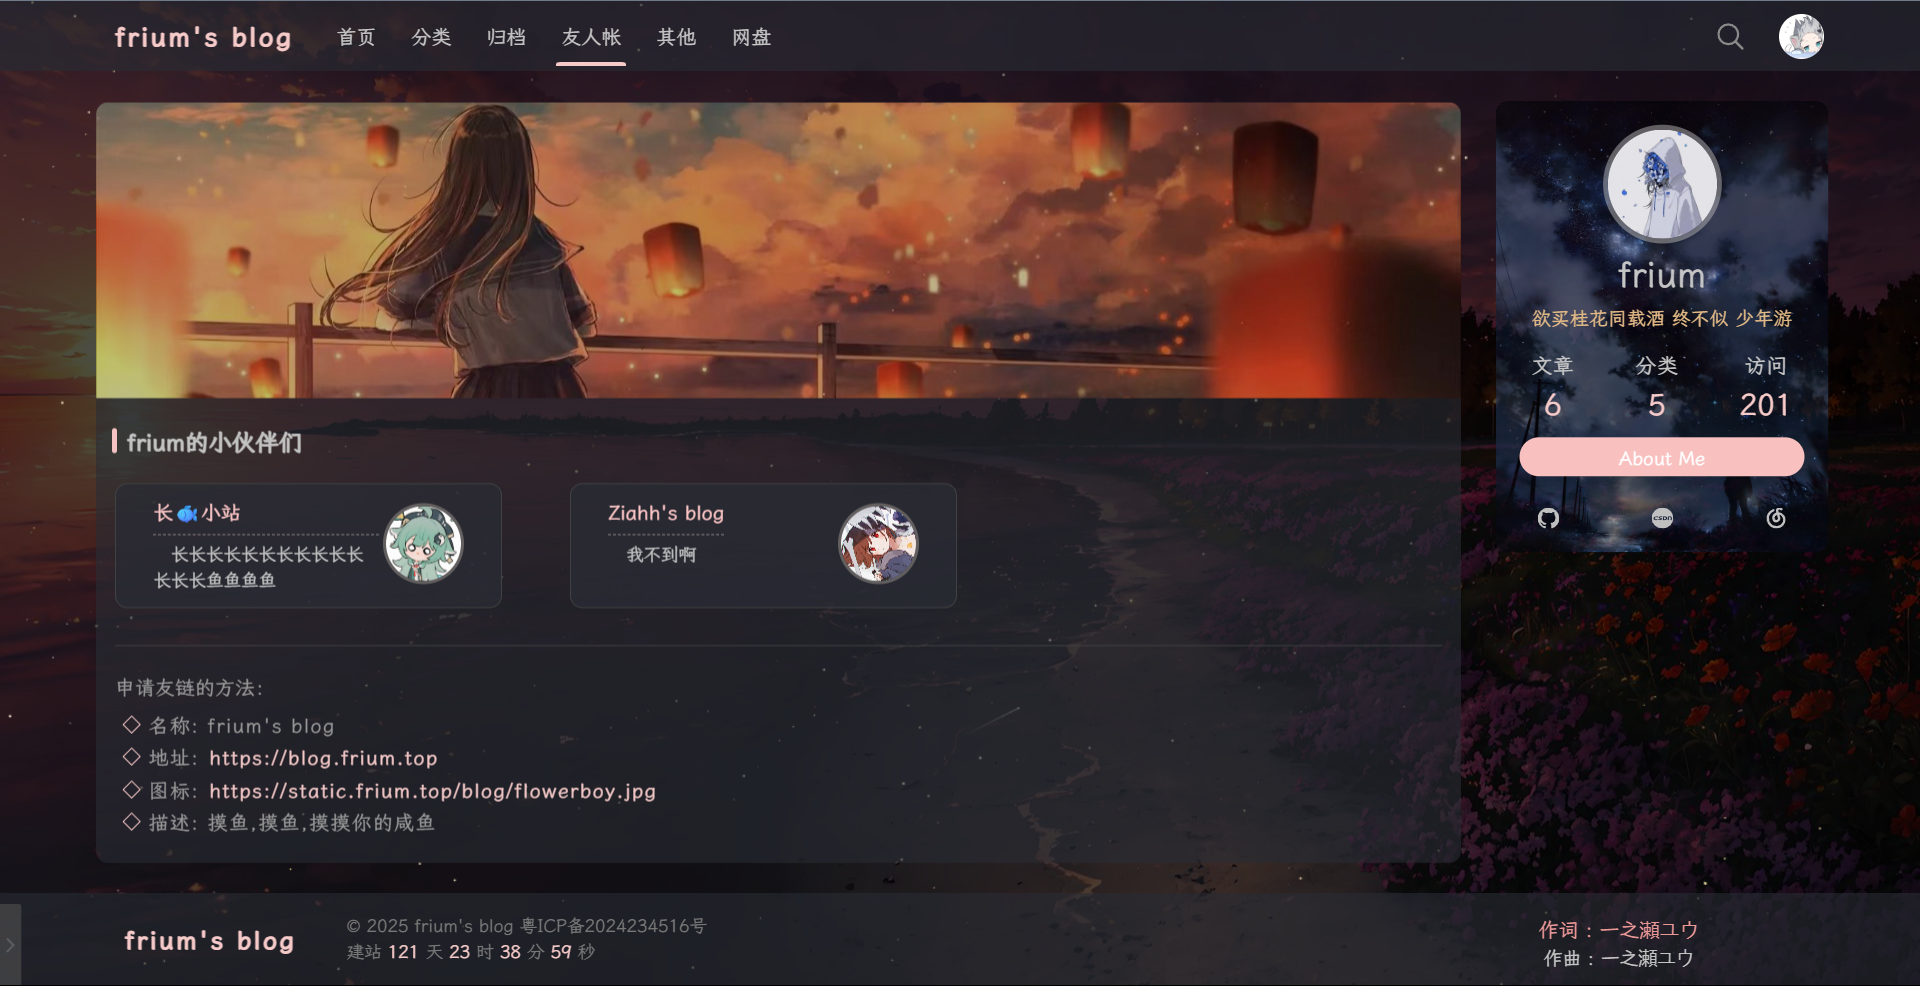 frium's blog 首页 分类 归档 友人帐 其他 网盘
frium
欲买桂花同载酒 终不似 少年游
文章 分类 访问
6 5 201
About Me
CSDN
frium的小伙伴们
长🐟小站
长长长长长长长长长长长
长长长鱼鱼鱼鱼
Ziahh's blog
我不到啊
申请友链的方法:
名称: frium's blog
地址: https://blog.frium.top
图标: https://static.frium.top/blog/flowerboy.jpg
描述: 摸鱼,摸鱼,摸摸你的咸鱼
frium's blog
© 2025 frium's blog 粤ICP备2024234516号
建站 121 天 23 时 38 分 59 秒
作词 : 一之瀬ユウ
作曲 : 一之瀬ユウ